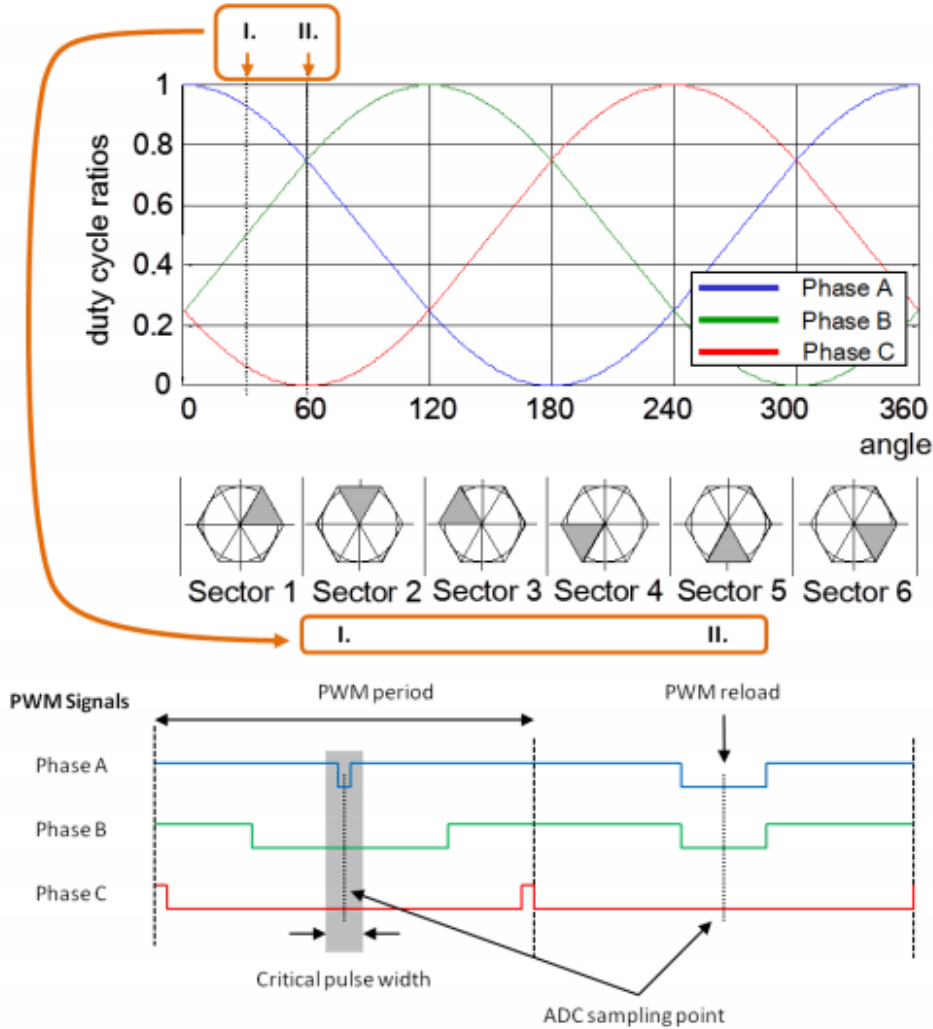 I. II.
1
0.8
0.6
0.4
0.2
0
duty cycle ratios
Phase A
Phase B
Phase C
0 60 120 180 240 300 360
angle
Sector 1 Sector 2 Sector 3 Sector 4 Sector 5 Sector 6
I. II.
PWM Signals
PWM period
PWM reload
Phase A
Phase B
Phase C
Critical pulse width
ADC sampling point